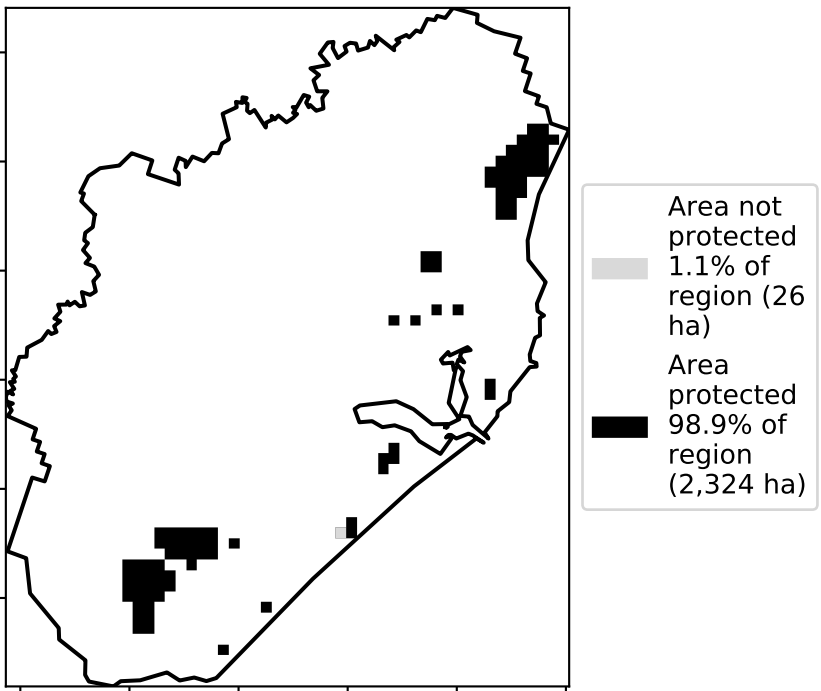 Area not
protected
1.1% of
region (26
ha)
Area
protected
98.9% of
region
(2,324 ha)